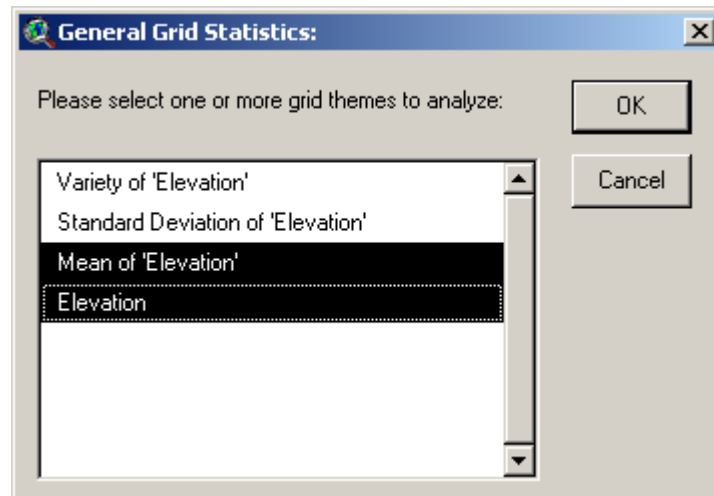 General Grid Statistics:
Please select one or more grid themes to analyze:
OK
Cancel
Variety of 'Elevation'
Standard Deviation of 'Elevation'
Mean of 'Elevation'
Elevation